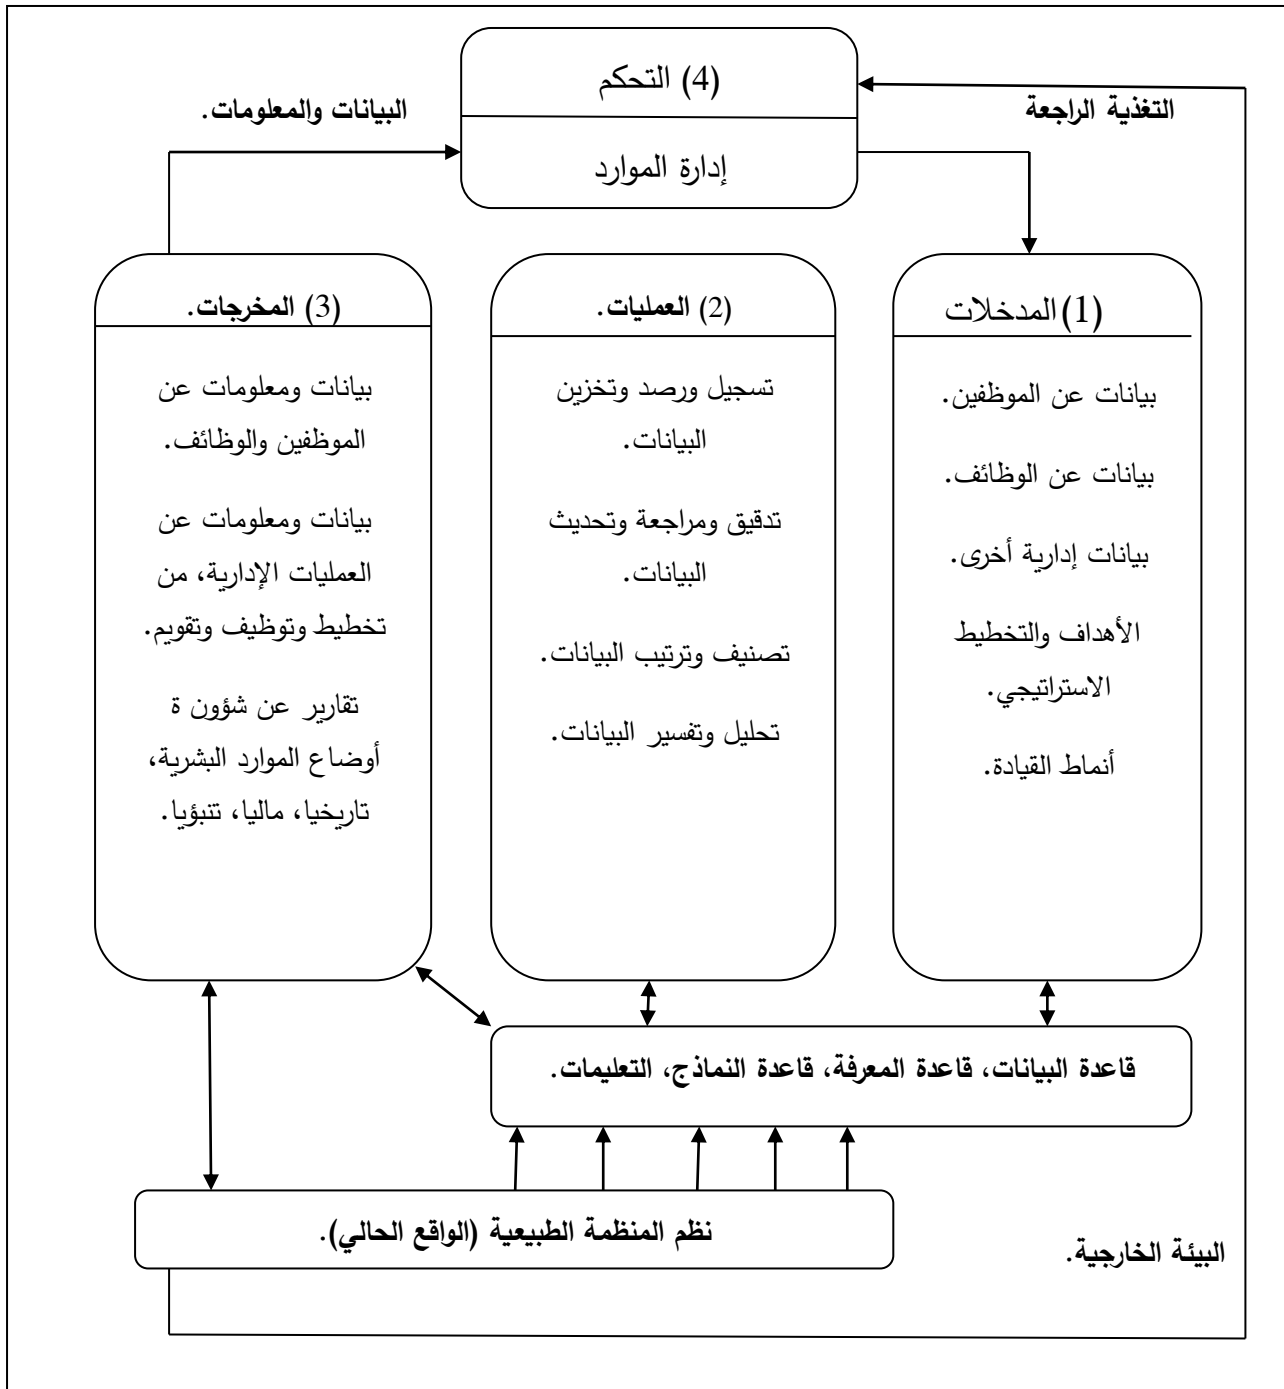 (4) التحكم
إدارة الموارد
التغذية الراجعة
البيانات والمعلومات.
(1) المدخلات
بيانات عن الموظفين.
بيانات عن الوظائف.
بيانات إدارية أخرى.
الأهداف والتخطيط
الاستراتيجي.
أنماط القيادة.
(2) العمليات.
تسجيل ورصد وتخزين
البيانات.
تدقيق ومراجعة وتحديث
البيانات.
تصنيف وترتيب البيانات.
تحليل وتفسير البيانات.
(3) المخرجات.
بيانات ومعلومات عن
الموظفين والوظائف.
بيانات ومعلومات عن
العمليات الإدارية، من
تخطيط وتوظيف وتقويم.
تقارير عن شؤون ة
أوضاع الموارد البشرية،
تاريخيا، ماليا، تتبؤيا.
قاعدة البيانات، قاعدة المعرفة، قاعدة النماذج، التعليمات.
نظم المنظمة الطبيعية (الواقع الحالي).
البيئة الخارجية.